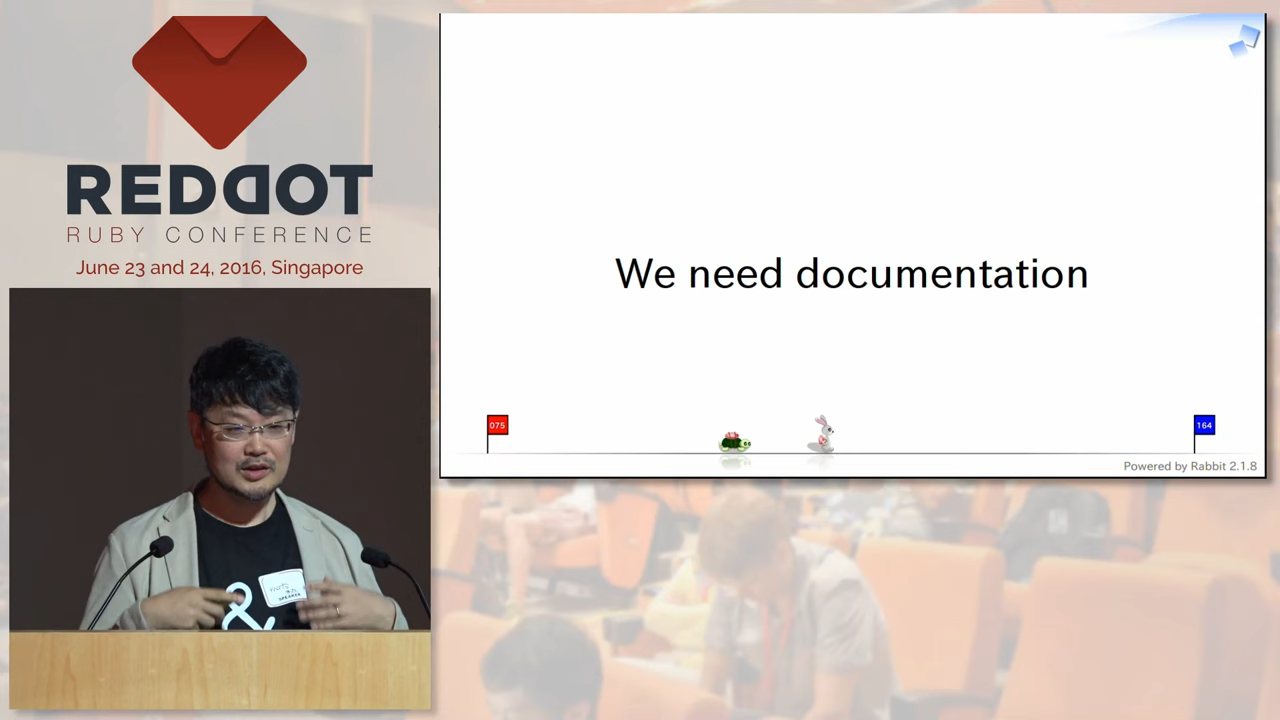 REDDOT
RUBY CONFERENCE
June 23 and 24, 2016, Singapore
We need documentation
075
164
Powered by Rabbit 2.1.8
&
SPEAKER